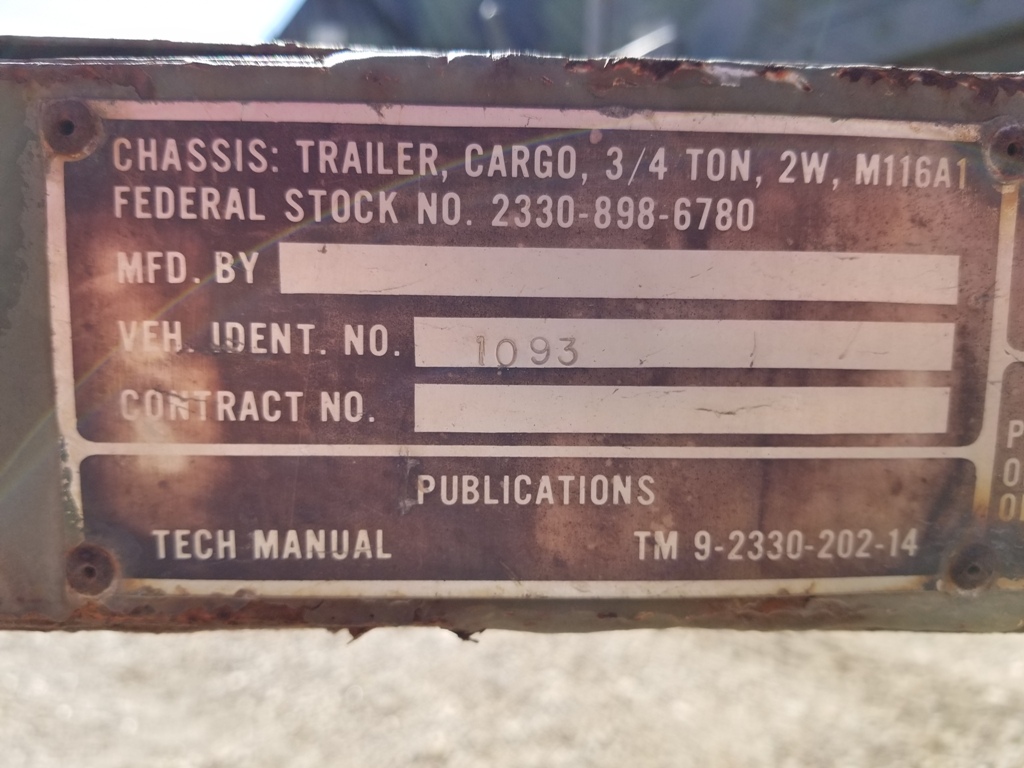 CHASSIS: TRAILER, CARGO, 3/4 TON, 2W, M116A1
FEDERAL STOCK NO. 2330-898-6780
MFD. BY
VEH. IDENT. NO. 1093
CONTRACT NO.
PUBLICATIONS
TECH MANUAL TM 9-2330-202-14